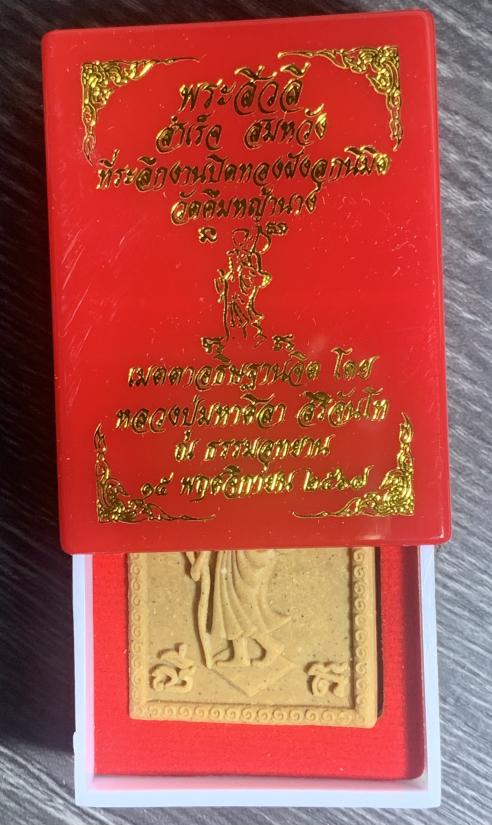 พระสีวลี
สำเร็จ สมหวัง
ที่ระลึกงานปิดทองฝังลูกนิมิต
วัดคึมหญ้านาง
เมตตาอธิษฐานจิต โดย
หลวงปู่มหาศิลา สิริจันโท
ณ ธรรมอุทยาน
๑๕ พฤศจิกายน ๒๕๖๗